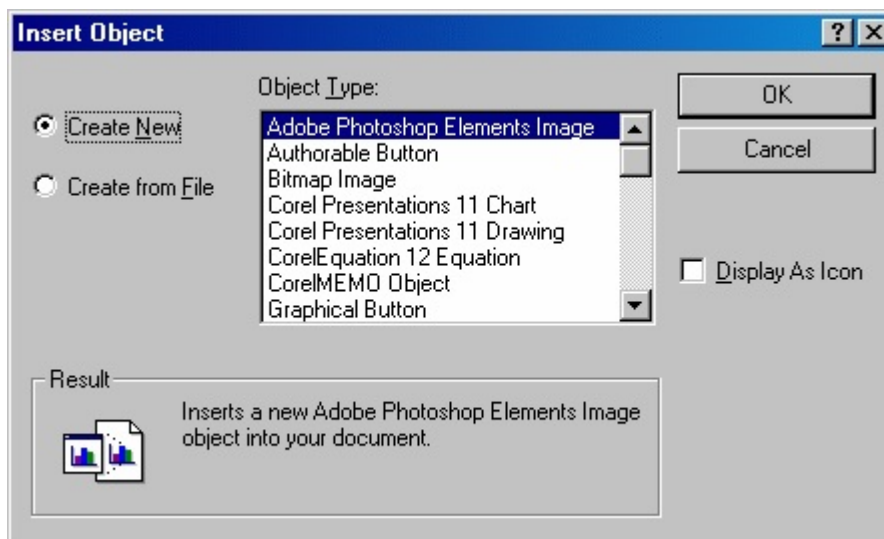 Insert Object
Object Type:
Create New
Create from File
Adobe Photoshop Elements Image
Authorable Button
Bitmap Image
Corel Presentations 11 Chart
Corel Presentations 11 Drawing
CorelEquation 12 Equation
CorelMEMO Object
Graphical Button
OK
Cancel
Display As Icon
Result
Inserts a new Adobe Photoshop Elements Image
object into your document.